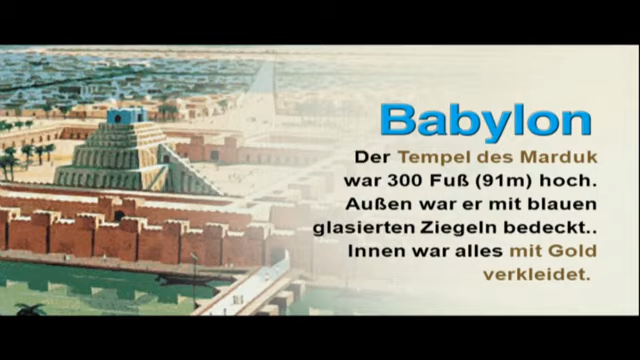 Babylon
Der Tempel des Marduk
war 300 Fuß (91m) hoch.
Außen war er mit blauen
glasierten Ziegeln bedeckt..
Innen war alles mit Gold
verkleidet.